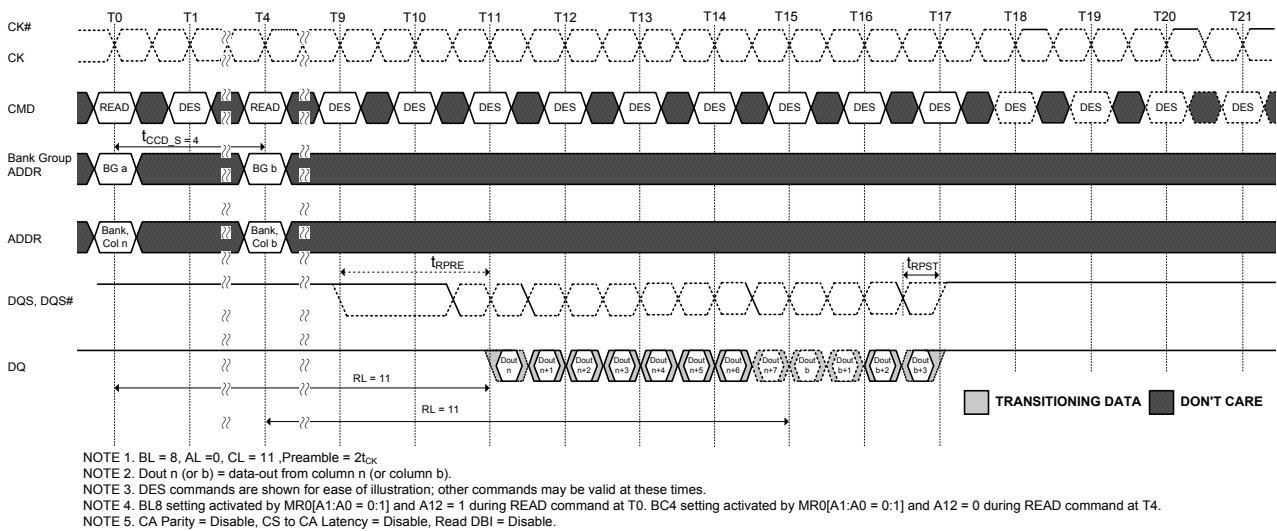 T0 T1 T4 T9 T10 T11 T12 T13 T14 T15 T16 T17 T18 T19 T20 T21
CK#
CK
CMD
READ DES READ DES DES DES DES DES DES DES DES DES DES DES DES DES
tCCD_S = 4
Bank Group
ADDR
BG a BG b
ADDR
Bank, Col n Bank, Col b
tRPRE
tRPST
DQS, DQS#
DQ
Dout n Dout n+1 Dout n+2 Dout n+3 Dout n+4 Dout n+5 Dout n+6 Dout n+7 Dout b Dout b+1 Dout b+2 Dout b+3
RL = 11
RL = 11
TRANSITIONING DATA DON'T CARE
NOTE 1. BL = 8, AL =0, CL = 11 ,Preamble = 2tCK
NOTE 2. Dout n (or b) = data-out from column n (or column b).
NOTE 3. DES commands are shown for ease of illustration; other commands may be valid at these times.
NOTE 4. BL8 setting activated by MR0[A1:A0 = 0:1] and A12 = 1 during READ command at T0. BC4 setting activated by MR0[A1:A0 = 0:1] and A12 = 0 during READ command at T4.
NOTE 5. CA Parity = Disable, CS to CA Latency = Disable, Read DBI = Disable.